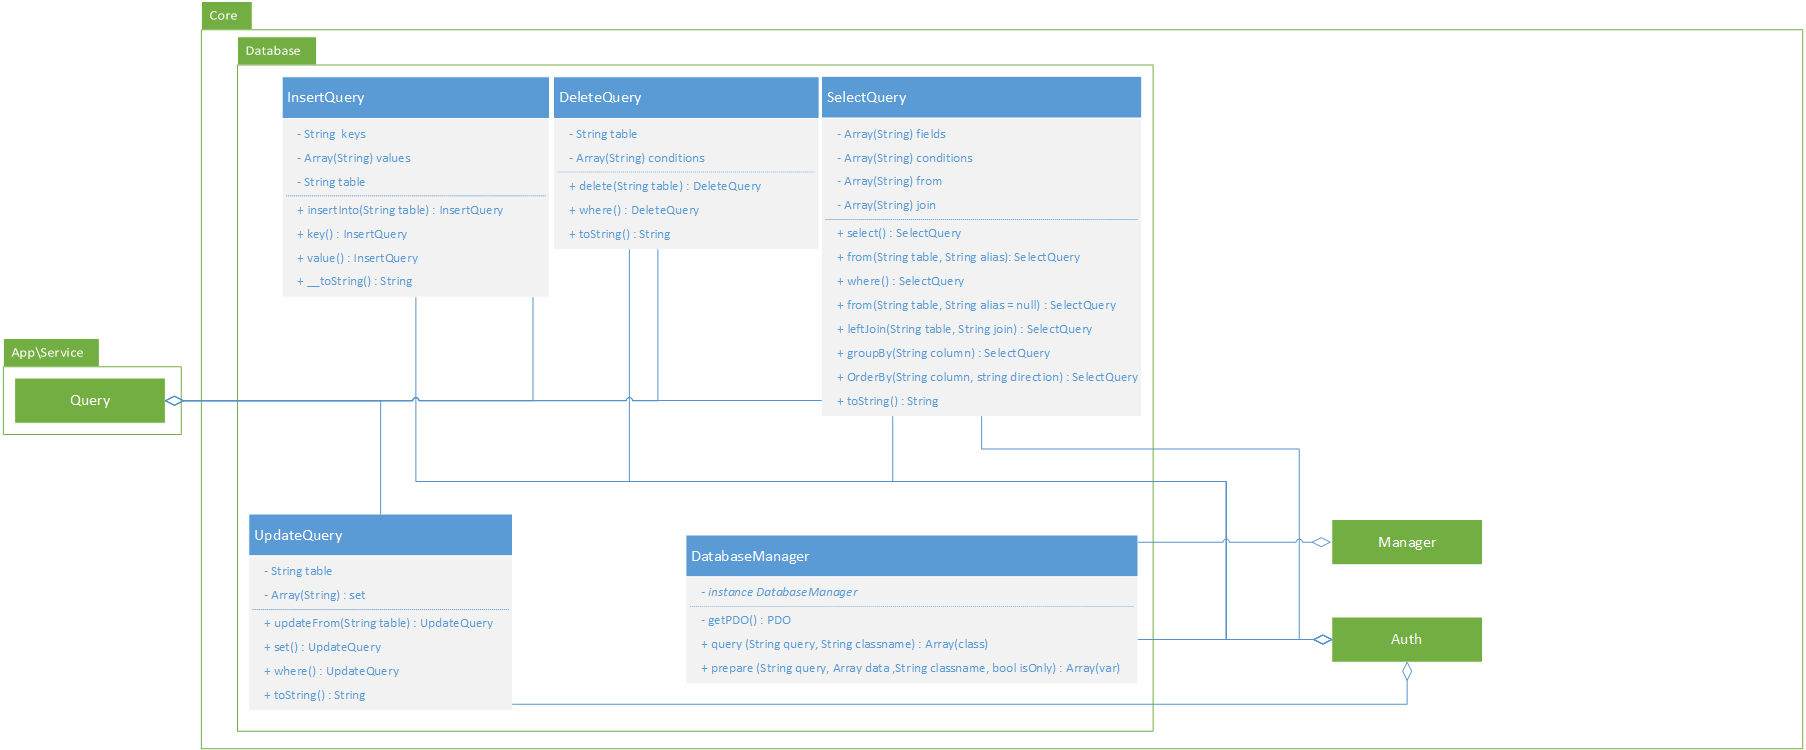 Core
Database
InsertQuery
- String  keys
- Array(String) values
- String table
+ insertInto(String table) : InsertQuery
+ key() : InsertQuery
+ value() : InsertQuery
+ __toString() : String
DeleteQuery
- String table
- Array(String) conditions
+ delete(String table) : DeleteQuery
+ where() : DeleteQuery
+ toString() : String
SelectQuery
- Array(String) fields
- Array(String) conditions
- Array(String) from
- Array(String) join
+ select() : SelectQuery
+ from(String table, String alias): SelectQuery
+ where() : SelectQuery
+ from(String table, String alias = null) : SelectQuery
+ leftJoin(String table, String join) : SelectQuery
+ groupBy(String column) : SelectQuery
+ OrderBy(String column, string direction) : SelectQuery
+ toString() : String
App\Service
Query
UpdateQuery
- String table
- Array(String) : set
+ updateFrom(String table) : UpdateQuery
+ set() : UpdateQuery
+ where() : UpdateQuery
+ toString() : String
DatabaseManager
- instance DatabaseManager
- getPDO() : PDO
+ query (String query, String classname) : Array(class)
+ prepare (String query, Array data ,String classname, bool isOnly) : Array(var)
Manager
Auth